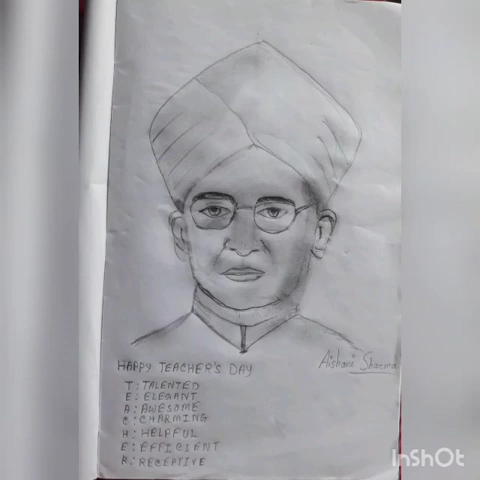 HAPPY TEACHER'S DAY
Aishani Sharma
T: TALENTED
E: ELEGANT
A: AWESOME
C: CHARMING
H: HELPFUL
E: EFFICIENT
R: RECEPTIVE
InShOt